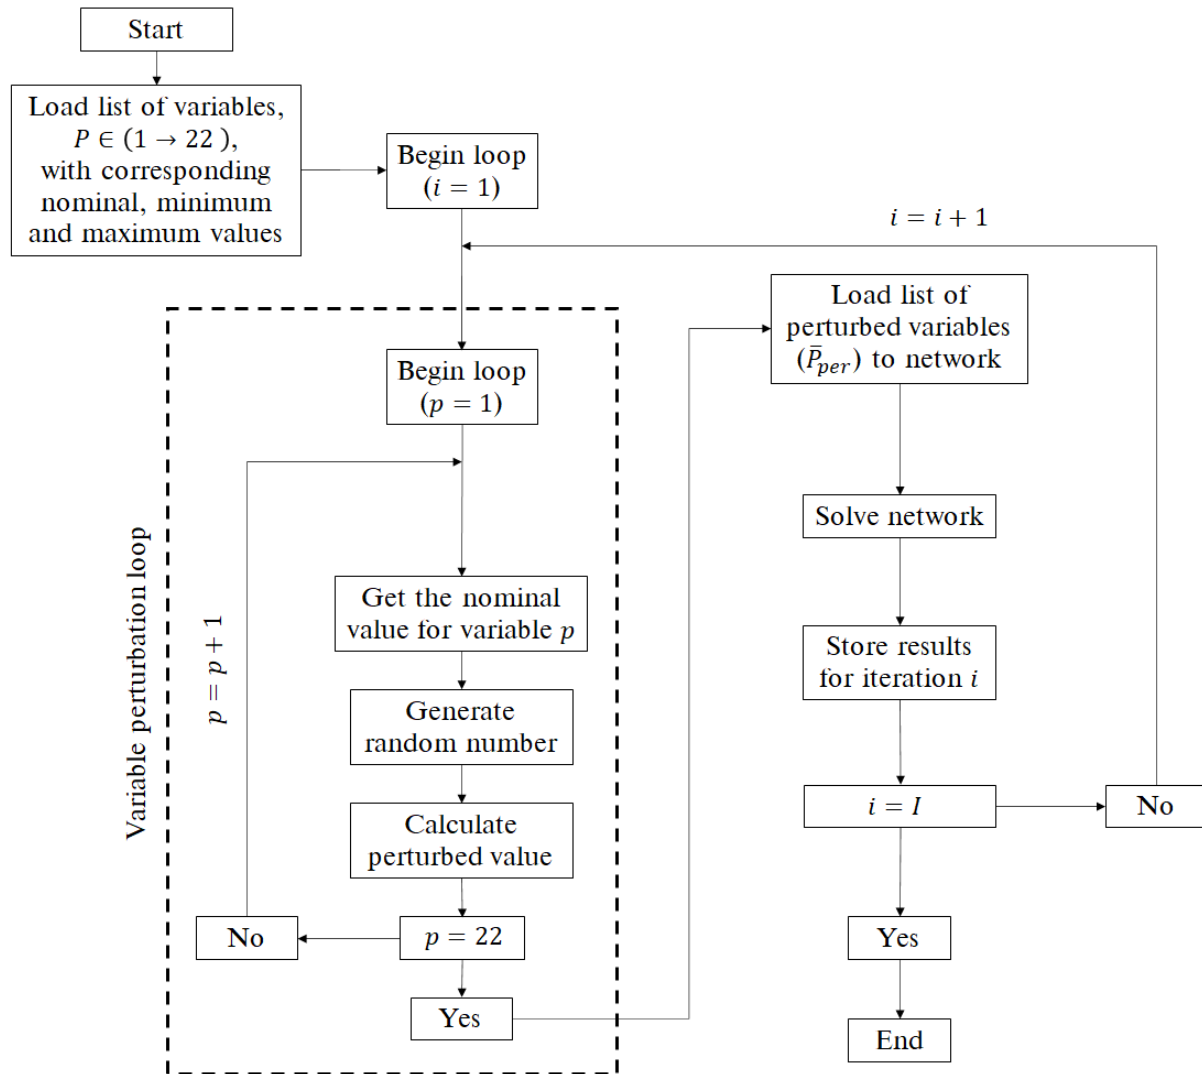 Start
Load list of variables,
P ∈ (1 → 22 ),
with corresponding
nominal, minimum
and maximum values
Begin loop
(i = 1)
i = i + 1
Variable perturbation loop
Begin loop
(p = 1)
p = p + 1
Get the nominal
value for variable p
Generate
random number
Calculate
perturbed value
p = 22
No
Yes
Load list of
perturbed variables
(P̄ₚₑᵣ) to network
Solve network
Store results
for iteration i
i = I
No
Yes
End